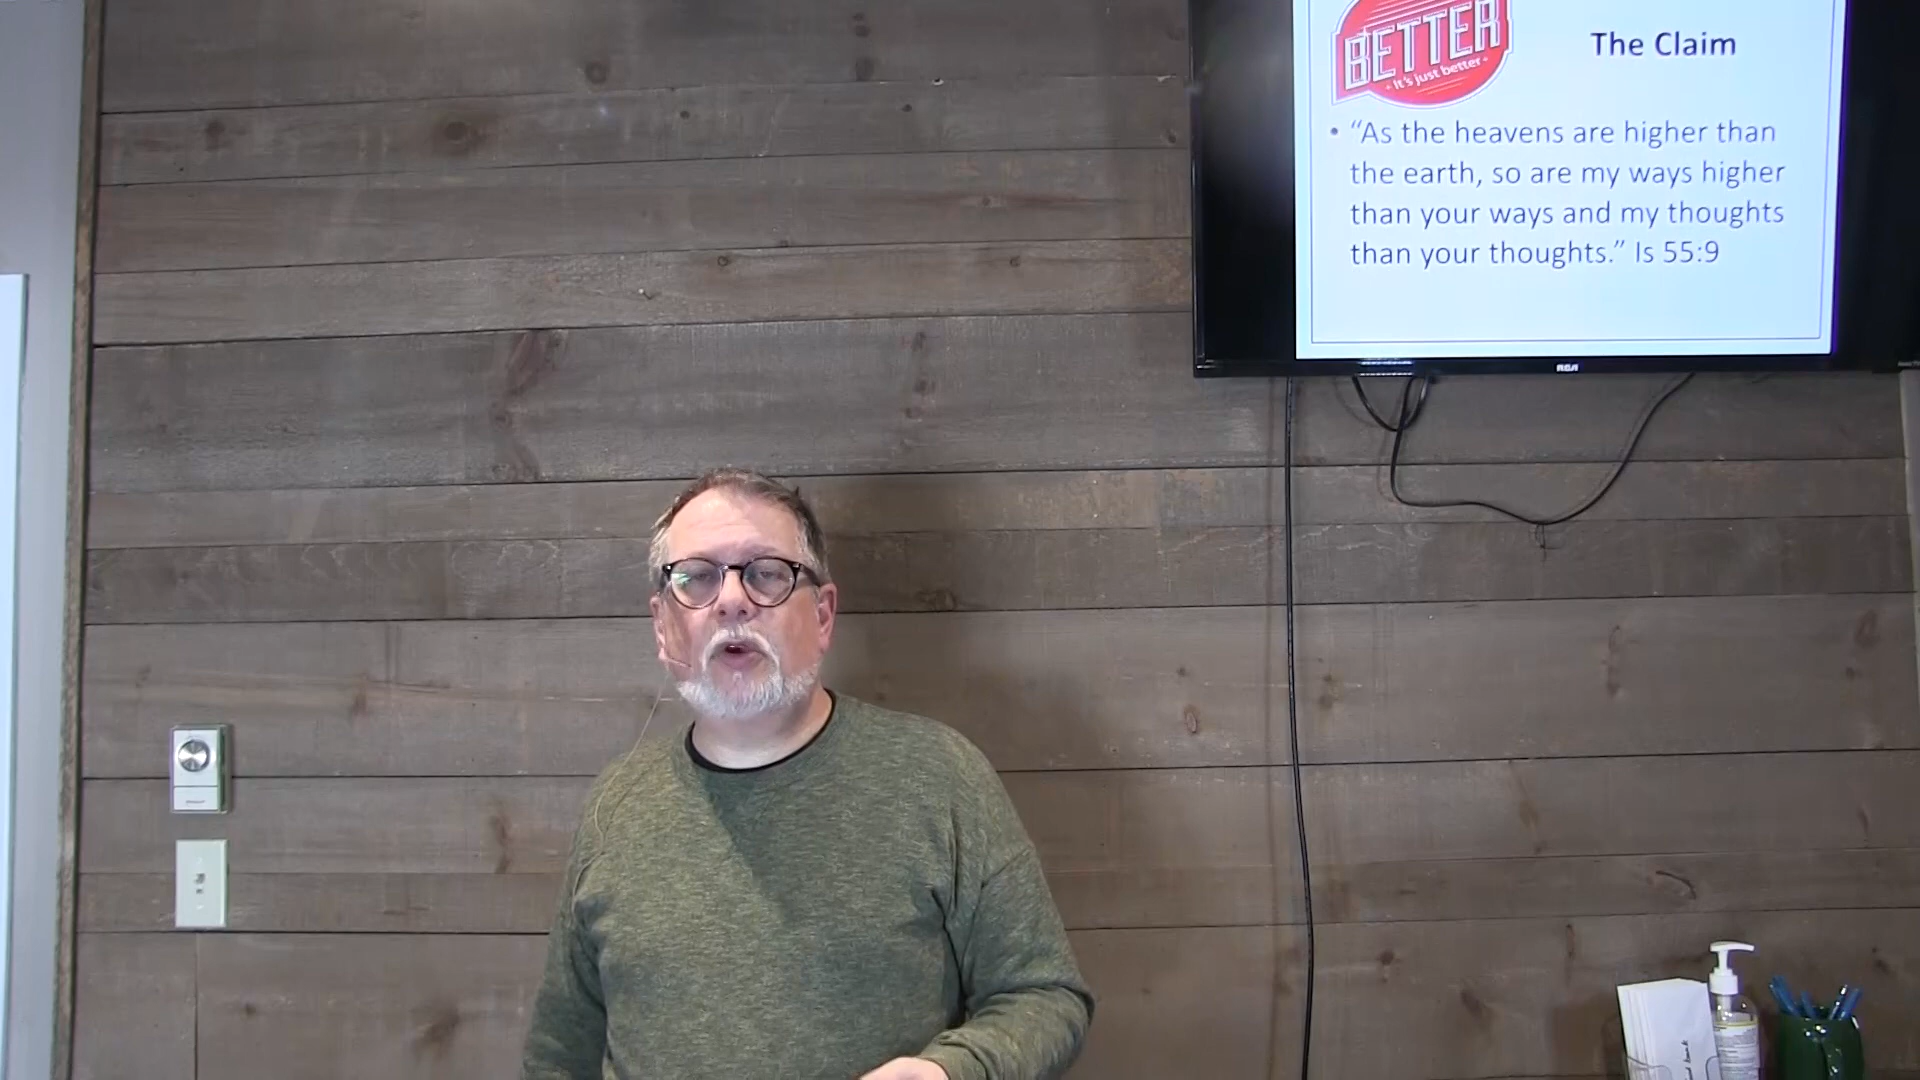 BETTER
- it's just better -
The Claim
• “As the heavens are higher than
the earth, so are my ways higher
than your ways and my thoughts
than your thoughts.” Is 55:9
RCA